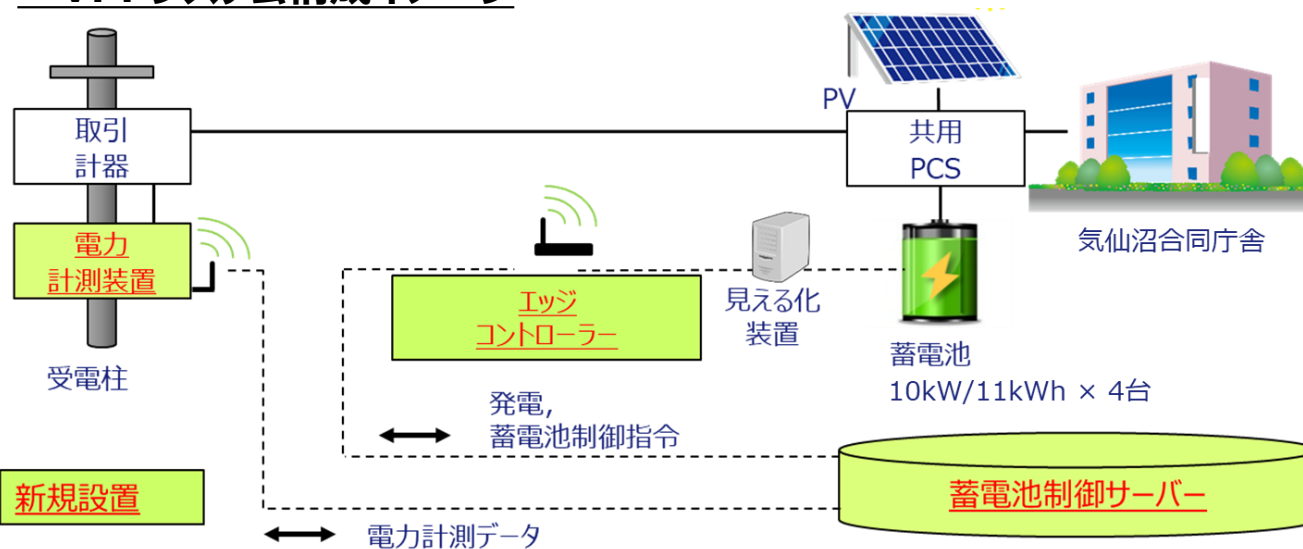 取引
計器
電力
計測装置
受電柱
新規設置
エッジ
コントローラー
発電,
蓄電池制御指令
電力計測データ
見える化
装置
PV
共用
PCS
蓄電池
10kW/11kWh × 4台
気仙沼合同庁舎
蓄電池制御サーバー